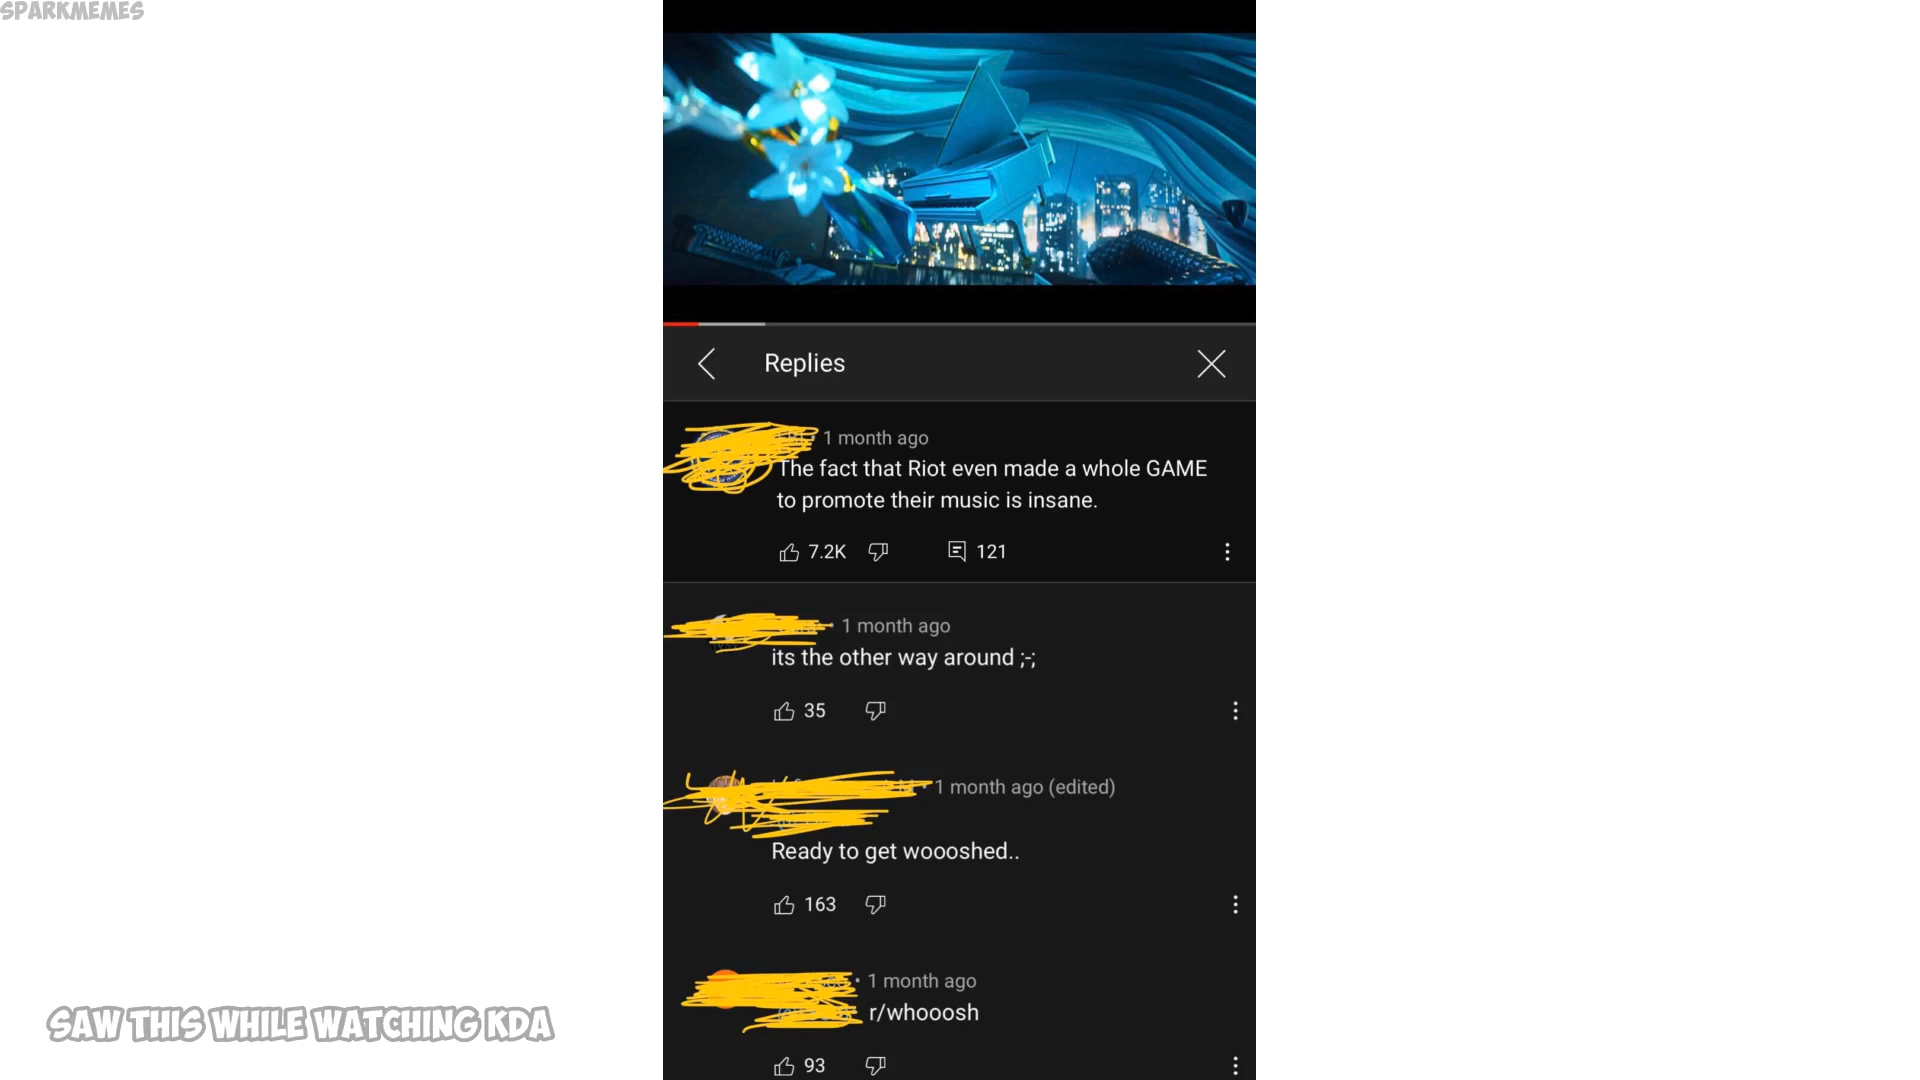 SPARKMEMES
Replies
1 month ago
The fact that Riot even made a whole GAME
to promote their music is insane.
7.2K 121
• 1 month ago
its the other way around ;-;
35
• 1 month ago (edited)
Ready to get woooshed..
163
• 1 month ago
r/whooosh
93
SAW THIS WHILE WATCHING KDA